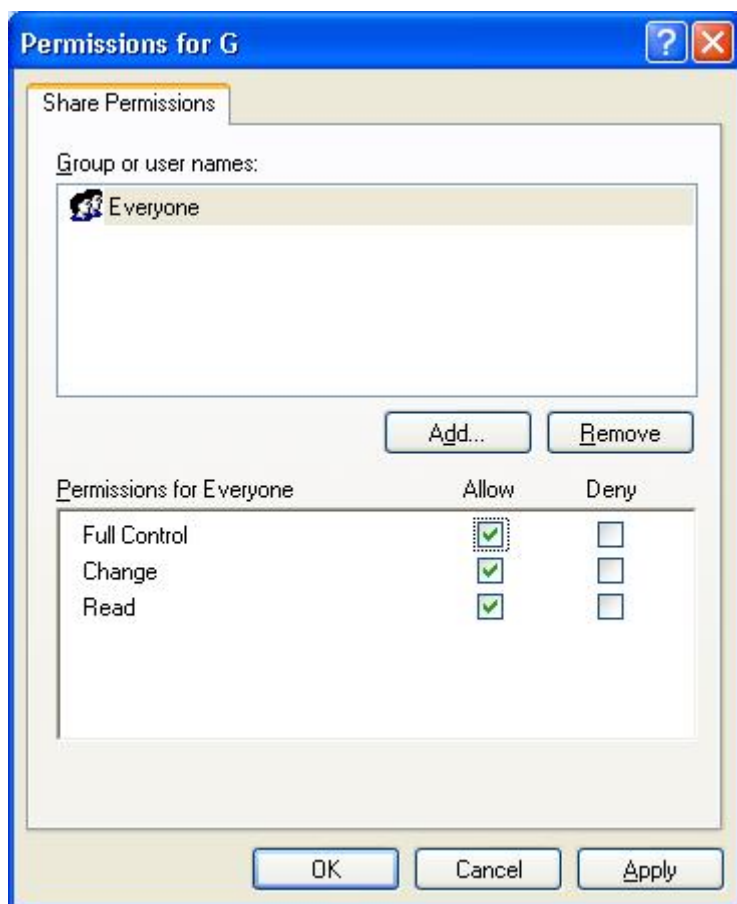 Permissions for G
Share Permissions
Group or user names:
Everyone
Add... Remove
Permissions for Everyone Allow Deny
Full Control
Change
Read
OK Cancel Apply